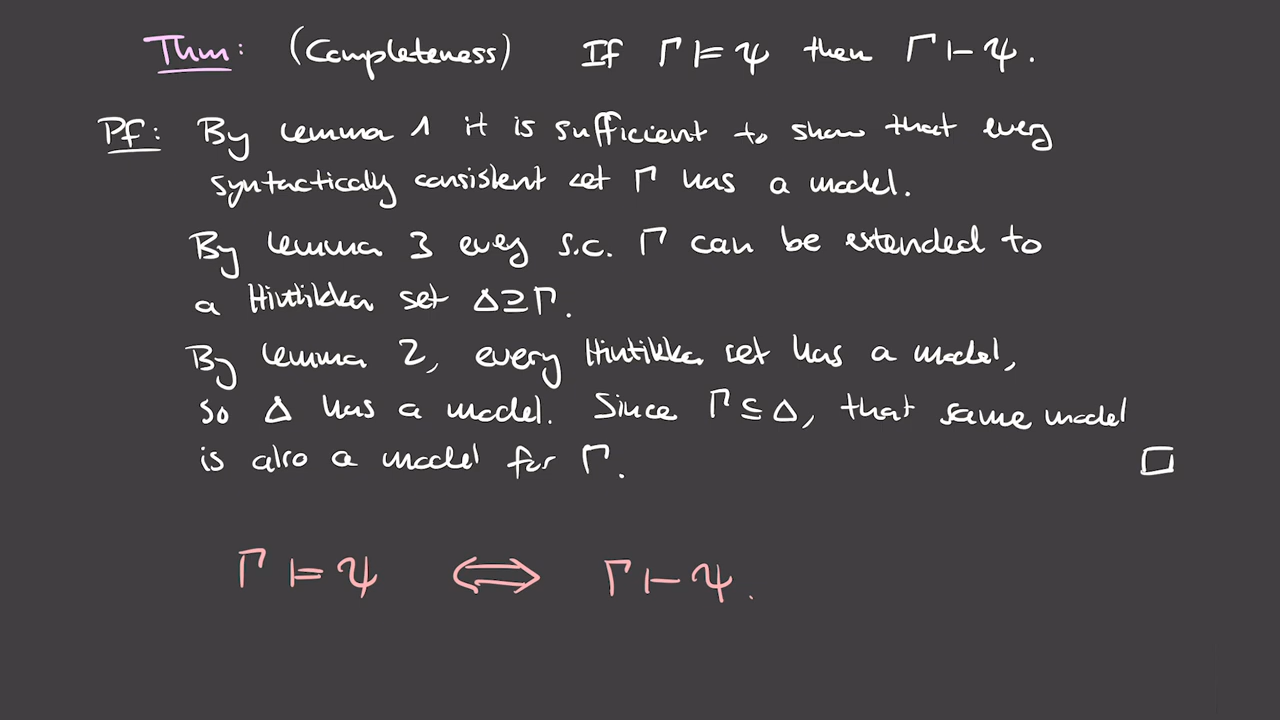 Thm: (Completeness) If Γ ⊨ ψ then Γ ⊢ ψ.
Pf: By Lemma 1 it is sufficient to show that every
syntactically consistent set Γ has a model.
By Lemma 3 every s.c. Γ can be extended to
a Hintikka set Δ⊇Γ.
By Lemma 2, every Hintikka set has a model,
so Δ has a model. Since Γ ⊆ Δ, that same model
is also a model for Γ. □
Γ ⊨ ψ ⟺ Γ ⊢ ψ.